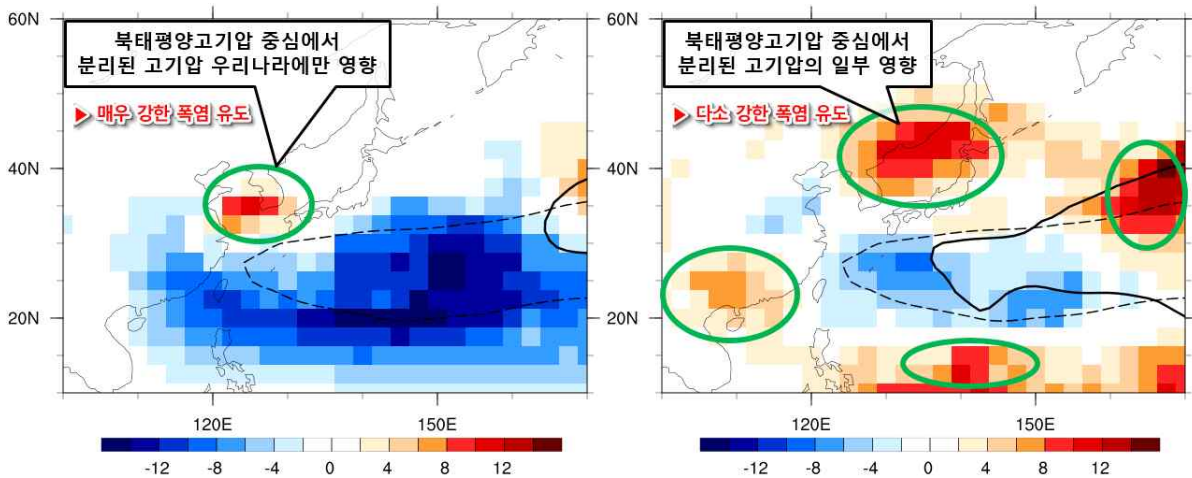 60N
40N
20N
120E
150E
-12
-8
-4
0
4
8
12
북태평양고기압 중심에서
분리된 고기압 우리나라에만 영향
▶ 매우 강한 폭염 유도
60N
40N
20N
120E
150E
-12
-8
-4
0
4
8
12
북태평양고기압 중심에서
분리된 고기압의 일부 영향
▶ 다소 강한 폭염 유도